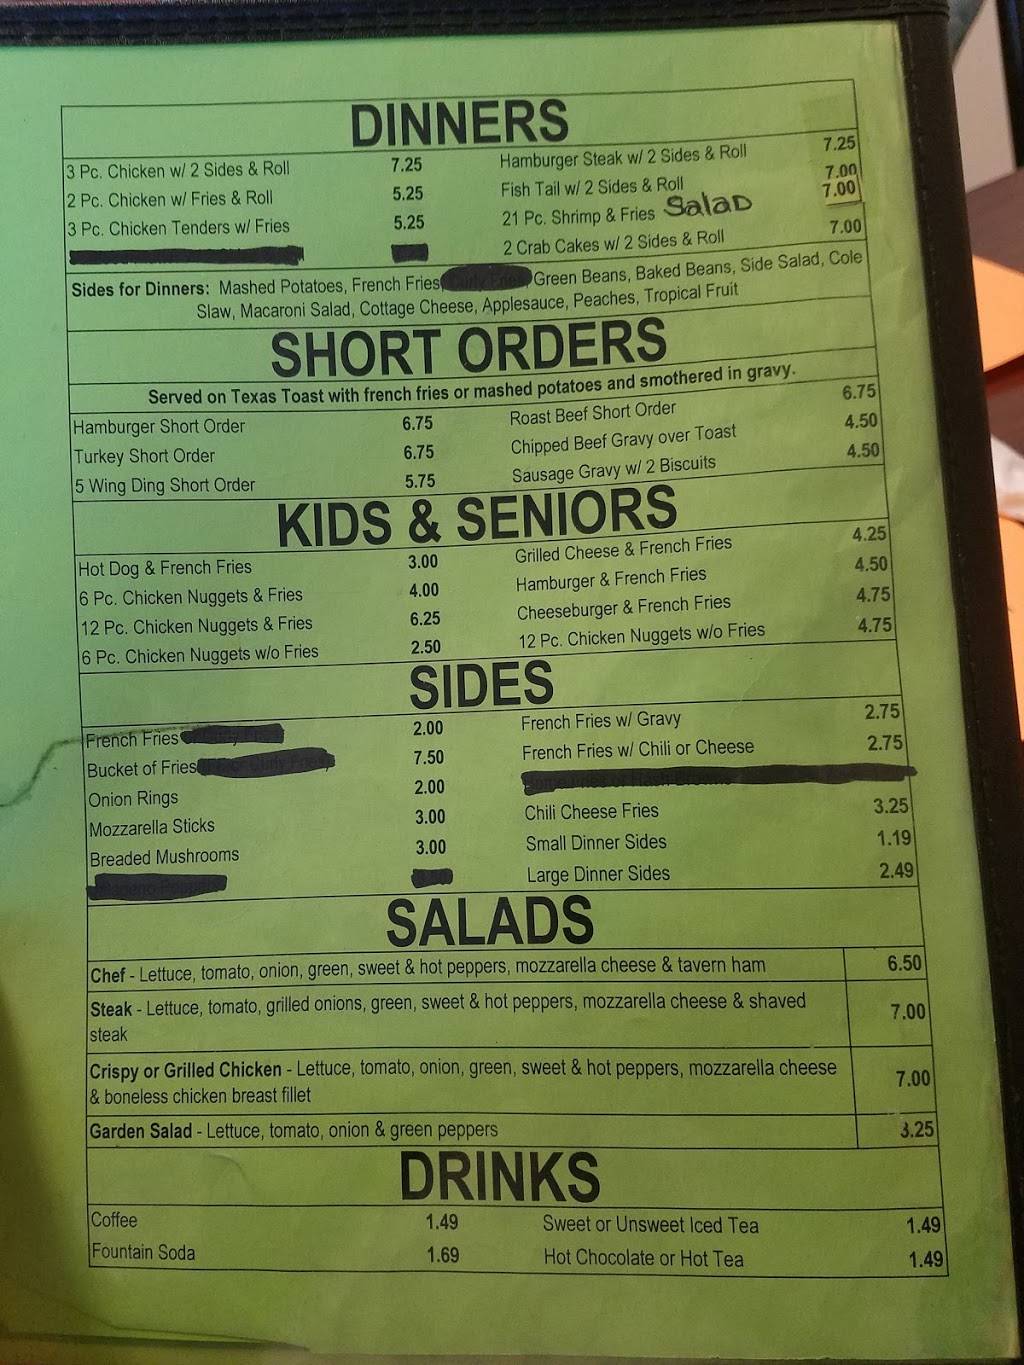 DINNERS
3 Pc. Chicken w/ 2 Sides & Roll 7.25 Hamburger Steak w/ 2 Sides & Roll 7.25
2 Pc. Chicken w/ Fries & Roll 5.25 Fish Tail w/ 2 Sides & Roll 7.00
3 Pc. Chicken Tenders w/ Fries 5.25 21 Pc. Shrimp & Fries Salad 7.00
2 Crab Cakes w/ 2 Sides & Roll 7.00
Sides for Dinners: Mashed Potatoes, French Fries, Green Beans, Baked Beans, Side Salad, Cole
Slaw, Macaroni Salad, Cottage Cheese, Applesauce, Peaches, Tropical Fruit
SHORT ORDERS
Served on Texas Toast with french fries or mashed potatoes and smothered in gravy.
Hamburger Short Order 6.75 Roast Beef Short Order 6.75
Turkey Short Order 6.75 Chipped Beef Gravy over Toast 4.50
5 Wing Ding Short Order 5.75 Sausage Gravy w/ 2 Biscuits 4.50
KIDS & SENIORS
Hot Dog & French Fries 3.00 Grilled Cheese & French Fries 4.25
6 Pc. Chicken Nuggets & Fries 4.00 Hamburger & French Fries 4.50
12 Pc. Chicken Nuggets & Fries 6.25 Cheeseburger & French Fries 4.75
6 Pc. Chicken Nuggets w/o Fries 2.50 12 Pc. Chicken Nuggets w/o Fries 4.75
SIDES
French Fries 2.00 French Fries w/ Gravy 2.75
Bucket of Fries 7.50 French Fries w/ Chili or Cheese 2.75
Onion Rings 2.00
Mozzarella Sticks 3.00 Chili Cheese Fries 3.25
Breaded Mushrooms 3.00 Small Dinner Sides 1.19
Large Dinner Sides 2.49
SALADS
Chef - Lettuce, tomato, onion, green, sweet & hot peppers, mozzarella cheese & tavern ham 6.50
Steak - Lettuce, tomato, grilled onions, green, sweet & hot peppers, mozzarella cheese & shaved
steak 7.00
Crispy or Grilled Chicken - Lettuce, tomato, onion, green, sweet & hot peppers, mozzarella cheese
& boneless chicken breast fillet 7.00
Garden Salad - Lettuce, tomato, onion & green peppers 3.25
DRINKS
Coffee 1.49 Sweet or Unsweet Iced Tea 1.49
Fountain Soda 1.69 Hot Chocolate or Hot Tea 1.49